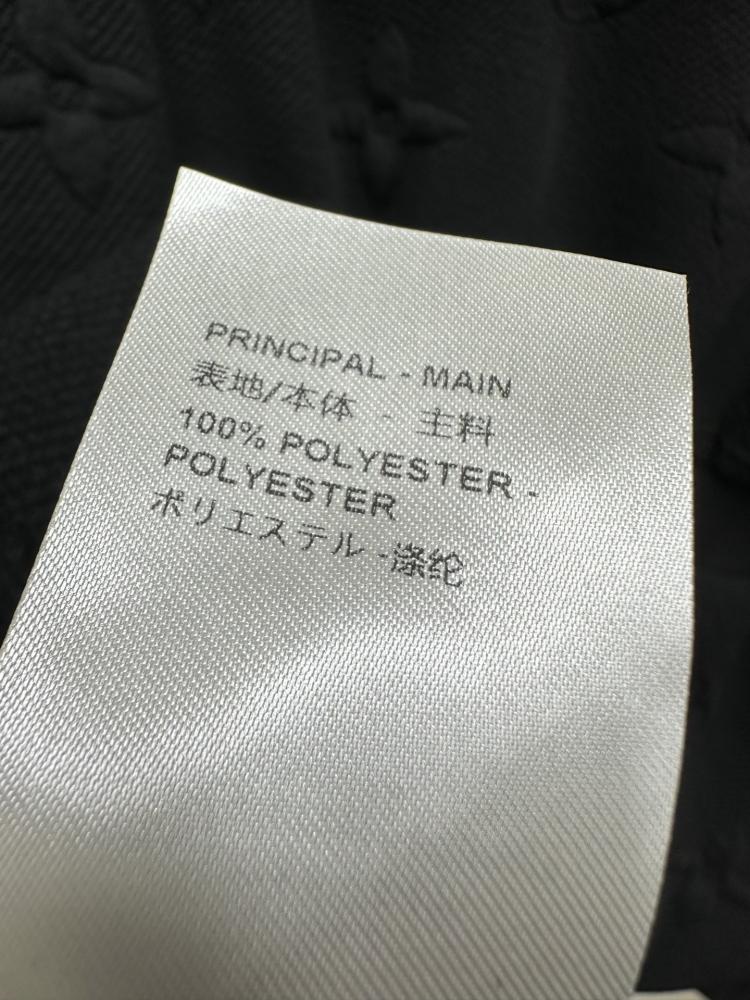 PRINCIPAL - MAIN
表地/本体 - 主料
100% POLYESTER -
POLYESTER
ポリエステル -涤纶